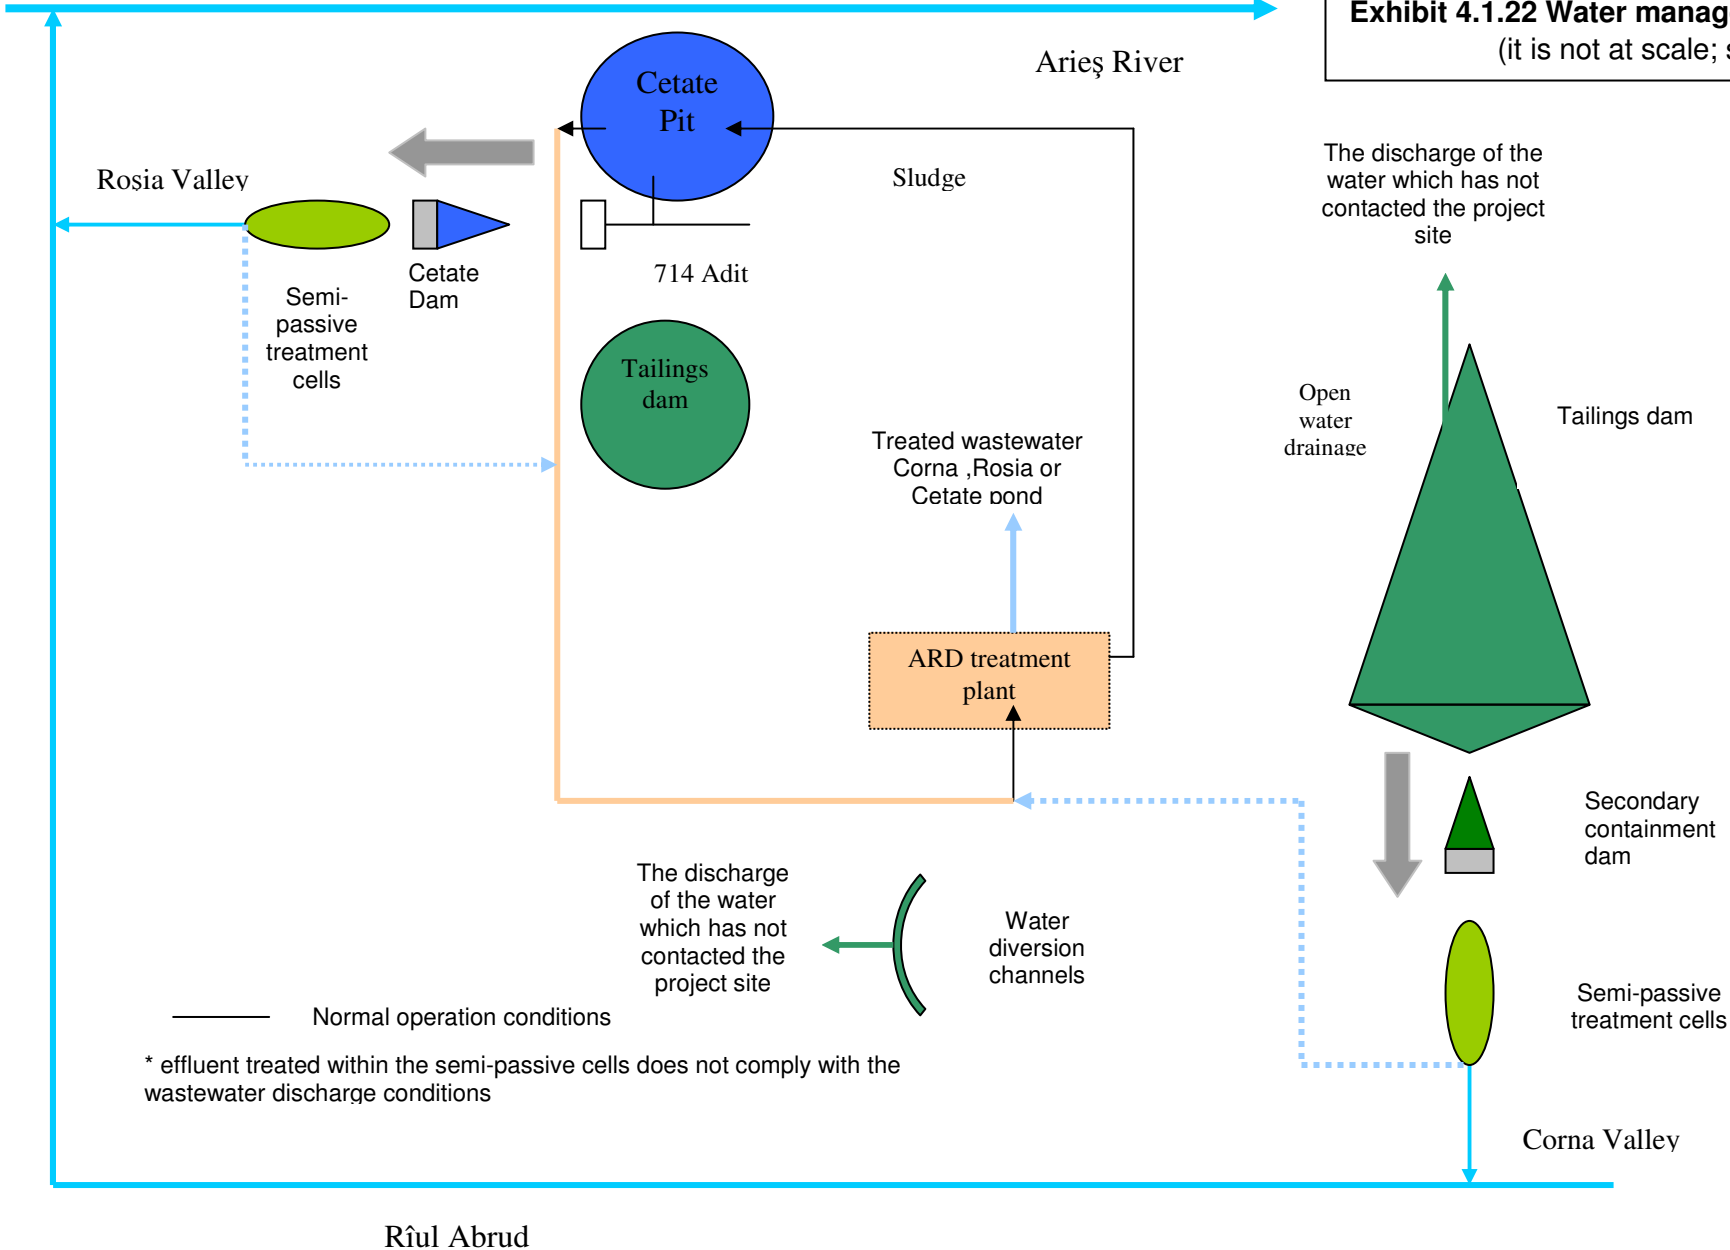 Exhibit 4.1.22 Water manag
(it is not at scale; s
Arieş River
Cetate
Pit
Rosia Valley
Sludge
The discharge of the
water which has not
contacted the project
site
Cetate
Dam
714 Adit
Semi-
passive
treatment
cells
Tailings
dam
Open
water
drainage
Tailings dam
Treated wastewater
Corna ,Rosia or
Cetate pond
ARD treatment
plant
Secondary
containment
dam
The discharge
of the water
which has not
contacted the
project site
Water
diversion
channels
Semi-passive
treatment cells
Normal operation conditions
* effluent treated within the semi-passive cells does not comply with the
wastewater discharge conditions
Corna Valley
Rîul Abrud